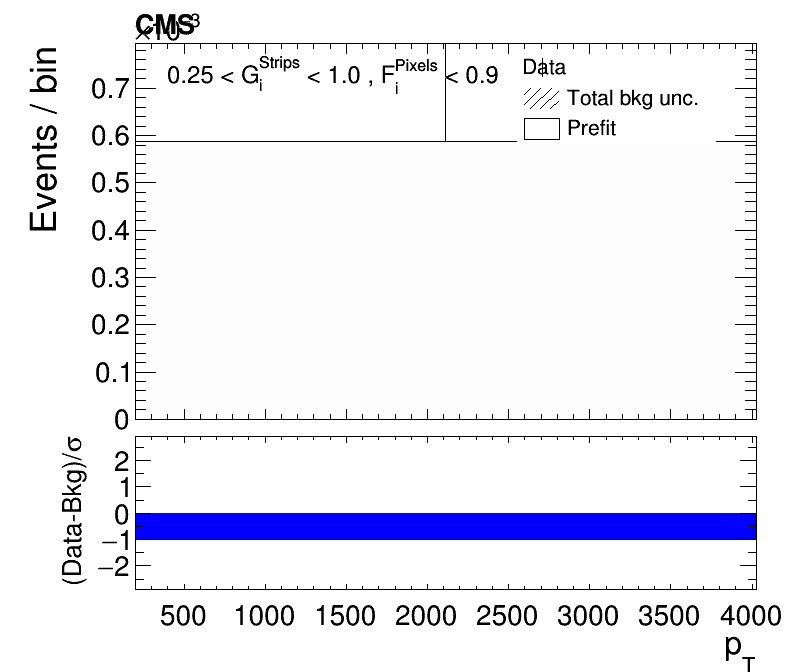 CMS
×10³
Events / bin
0.25 < G_i^Strips < 1.0 , F_i^Pixels < 0.9
Data
Total bkg unc.
Prefit
0.7
0.6
0.5
0.4
0.3
0.2
0.1
0
(Data-Bkg)/σ
2
1
0
−1
−2
500 1000 1500 2000 2500 3000 3500 4000
p_T